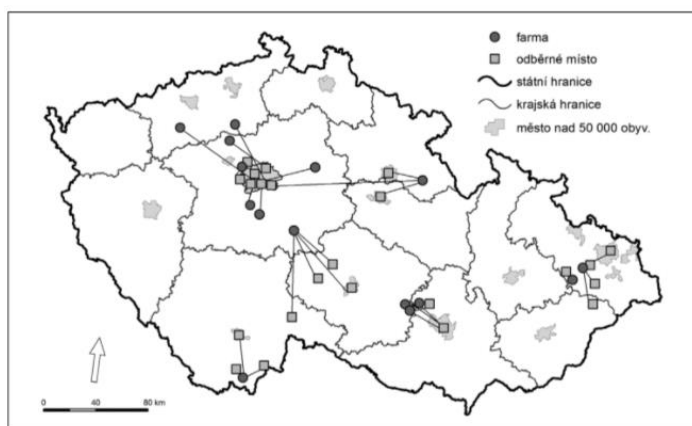 farma
odběrné místo
státní hranice
krajská hranice
město nad 50 000 obyv.
0 40 80 km